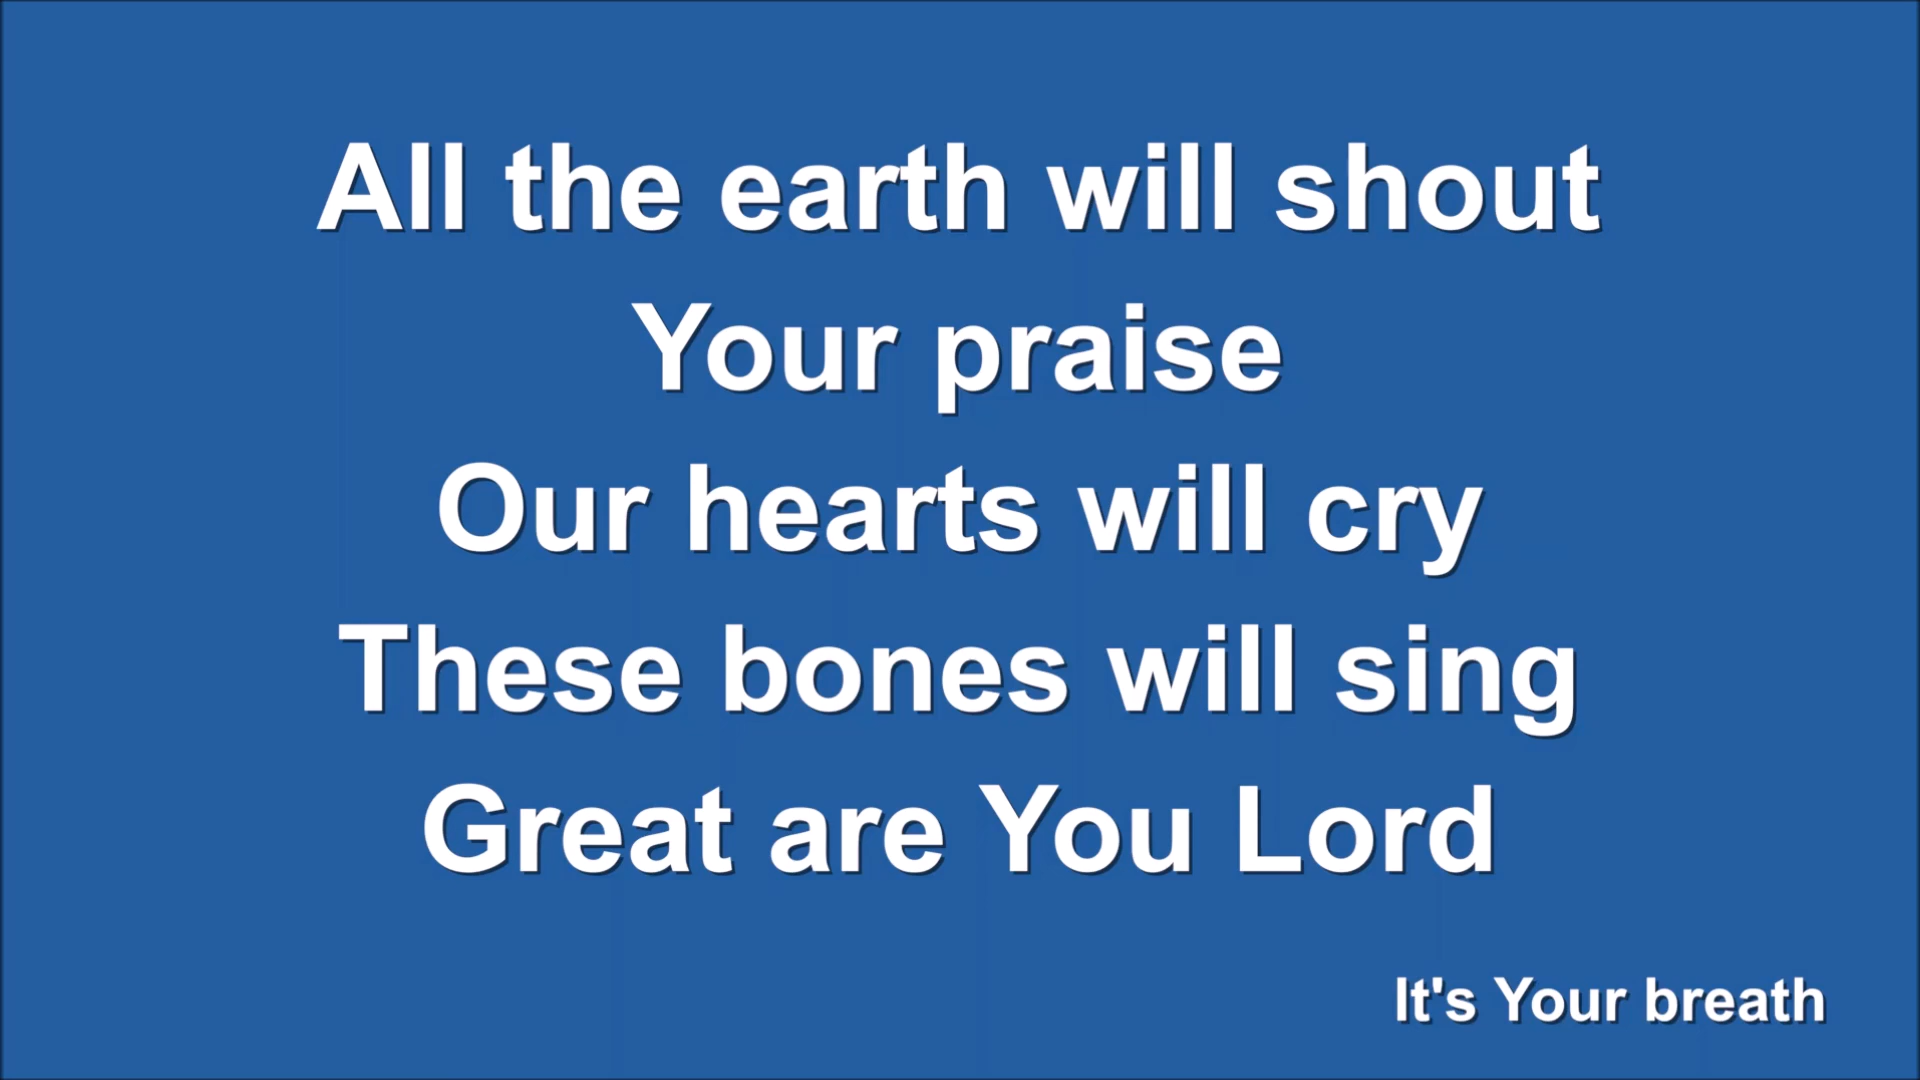 All the earth will shout
Your praise
Our hearts will cry
These bones will sing
Great are You Lord
It's Your breath